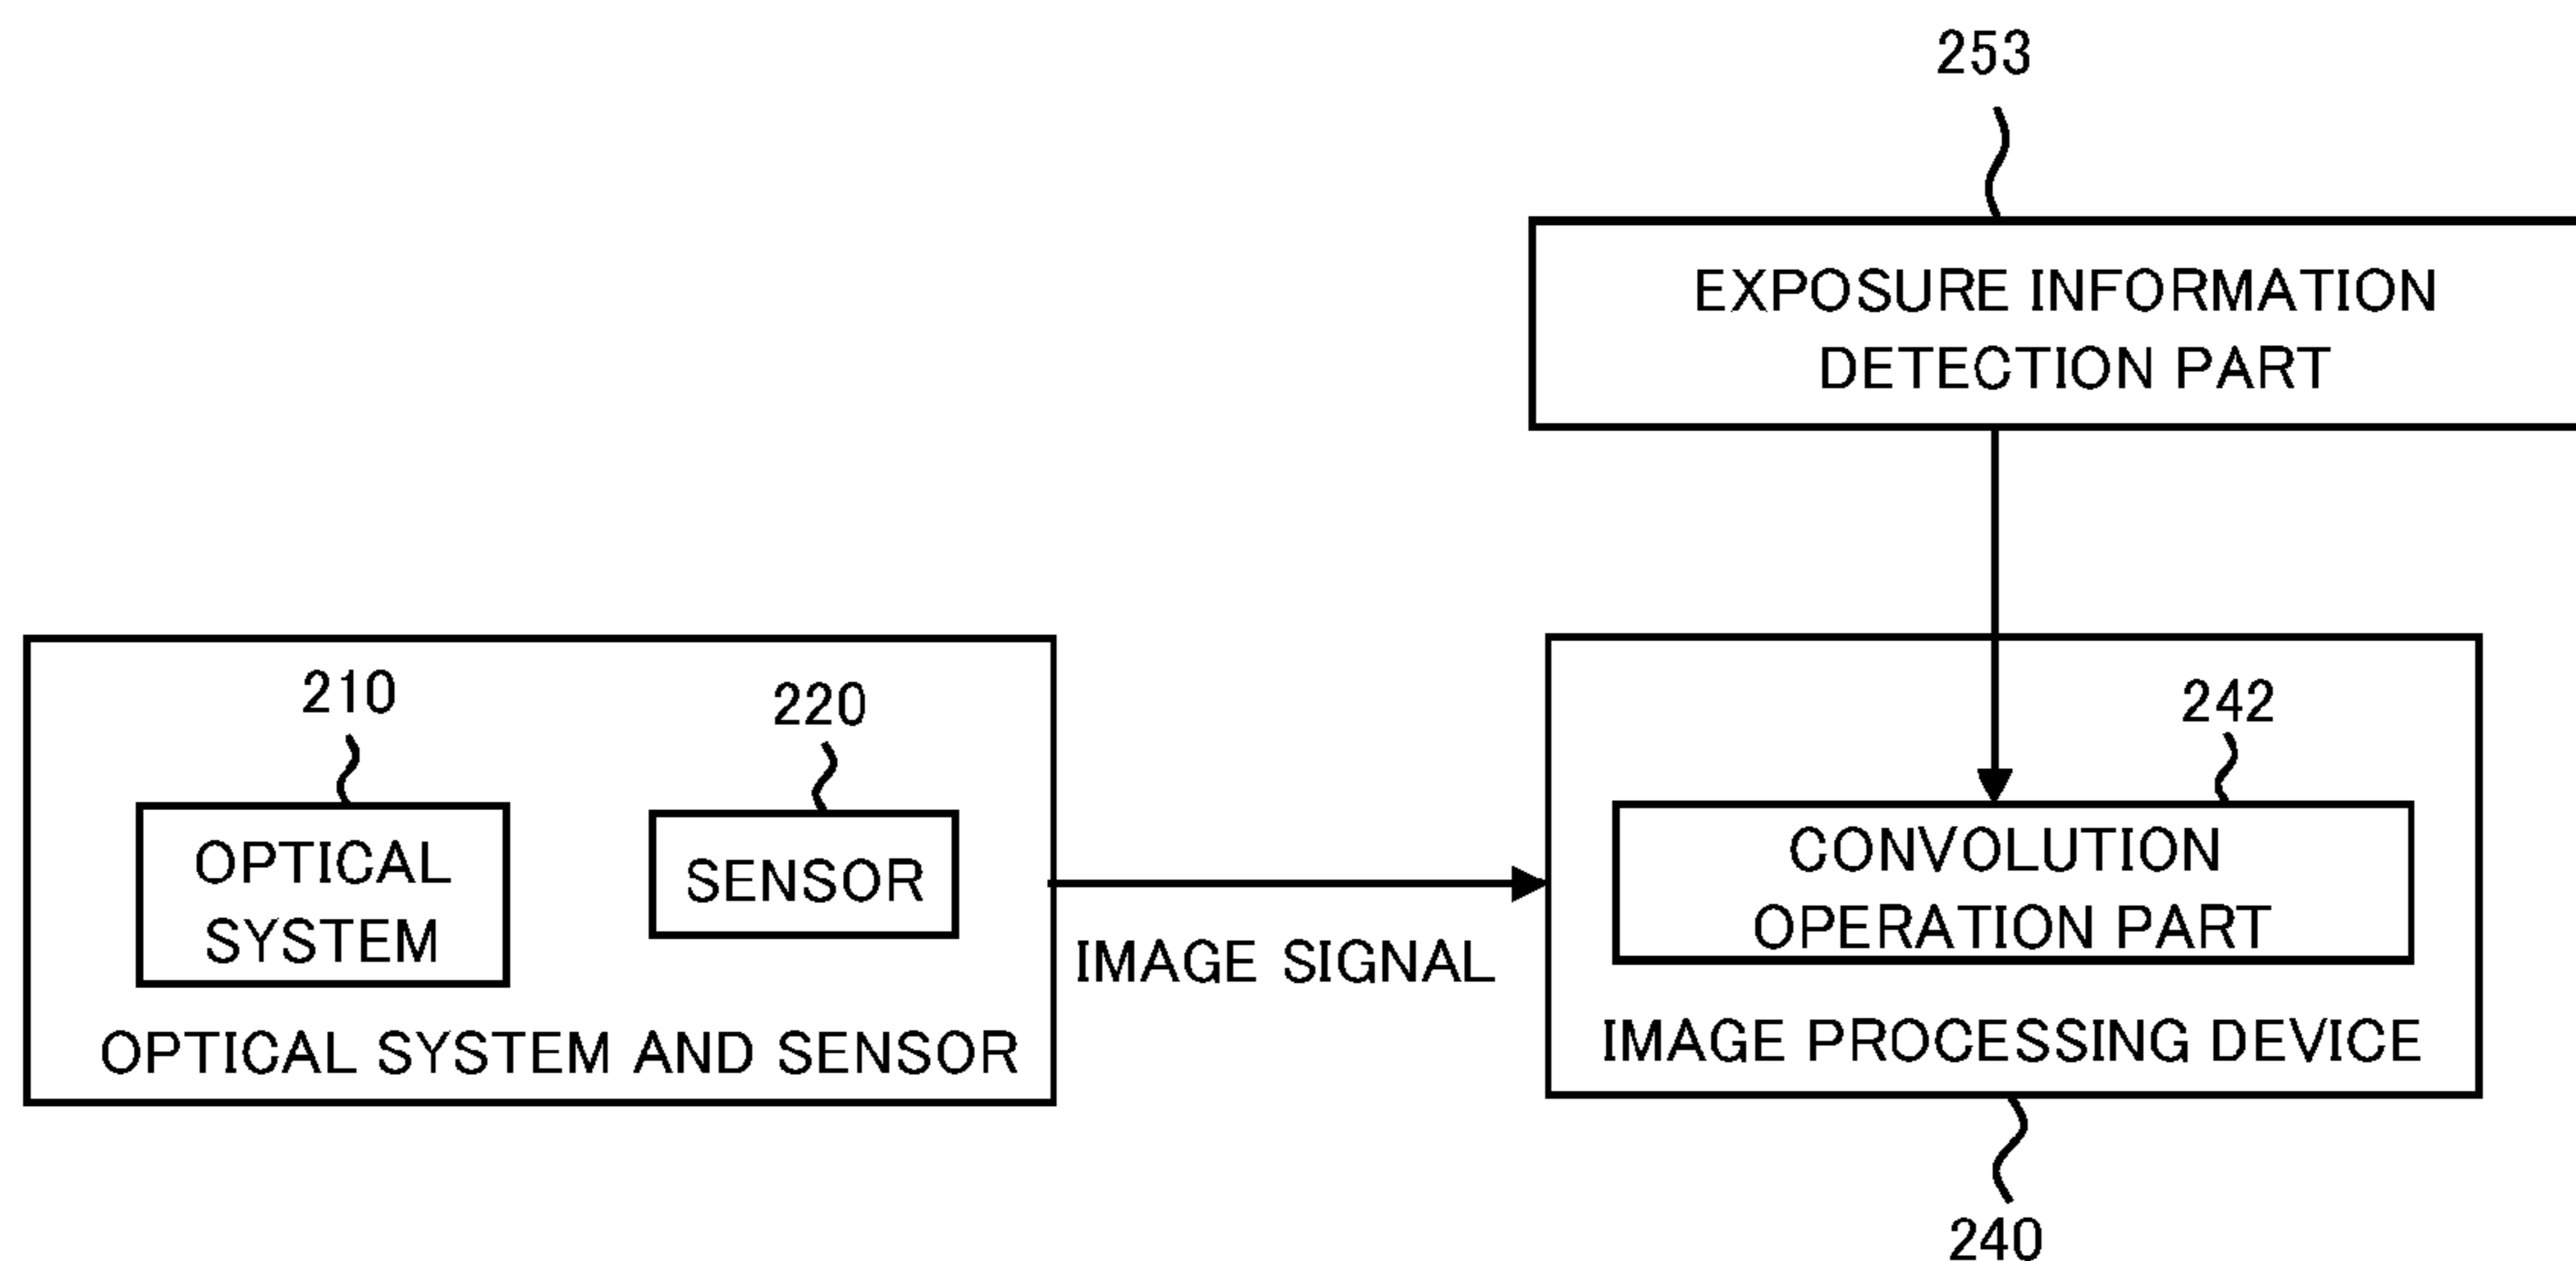 253
EXPOSURE INFORMATION
DETECTION PART
210
220
242
OPTICAL
SYSTEM
SENSOR
CONVOLUTION
OPERATION PART
IMAGE SIGNAL
OPTICAL SYSTEM AND SENSOR
IMAGE PROCESSING DEVICE
240